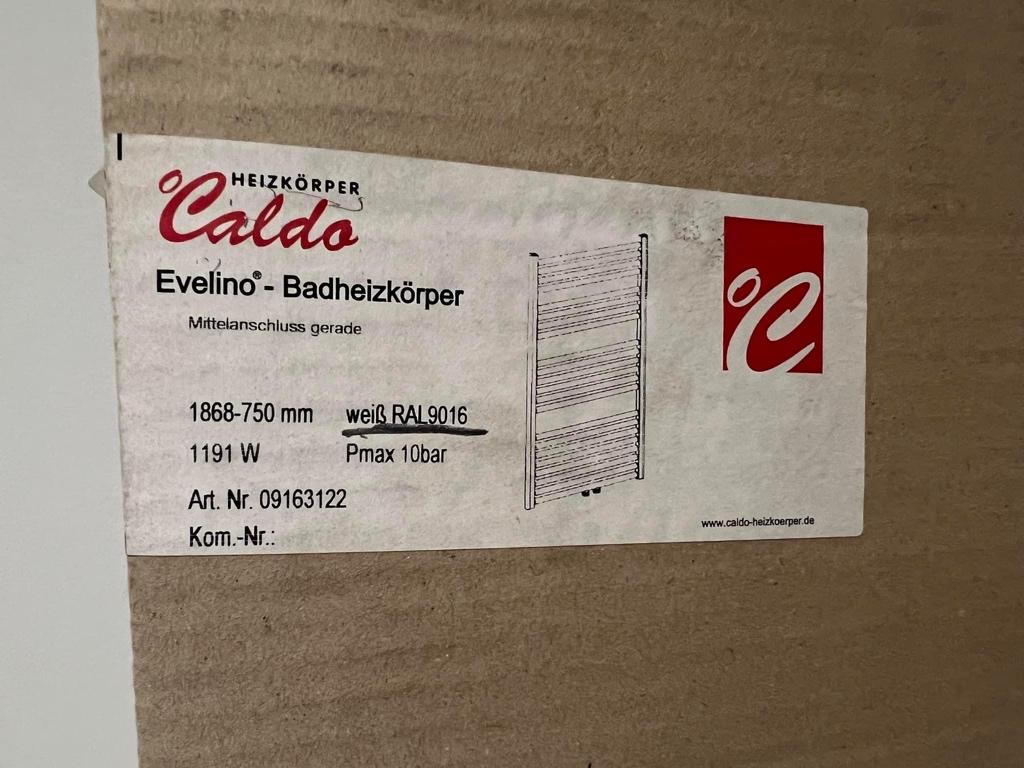 HEIZKÖRPER
°Caldo
Evelino® - Badheizkörper
Mittelanschluss gerade
1868-750 mm weiß RAL9016
1191 W Pmax 10bar
Art. Nr. 09163122
Kom.-Nr.:
°C
www.caldo-heizkoerper.de